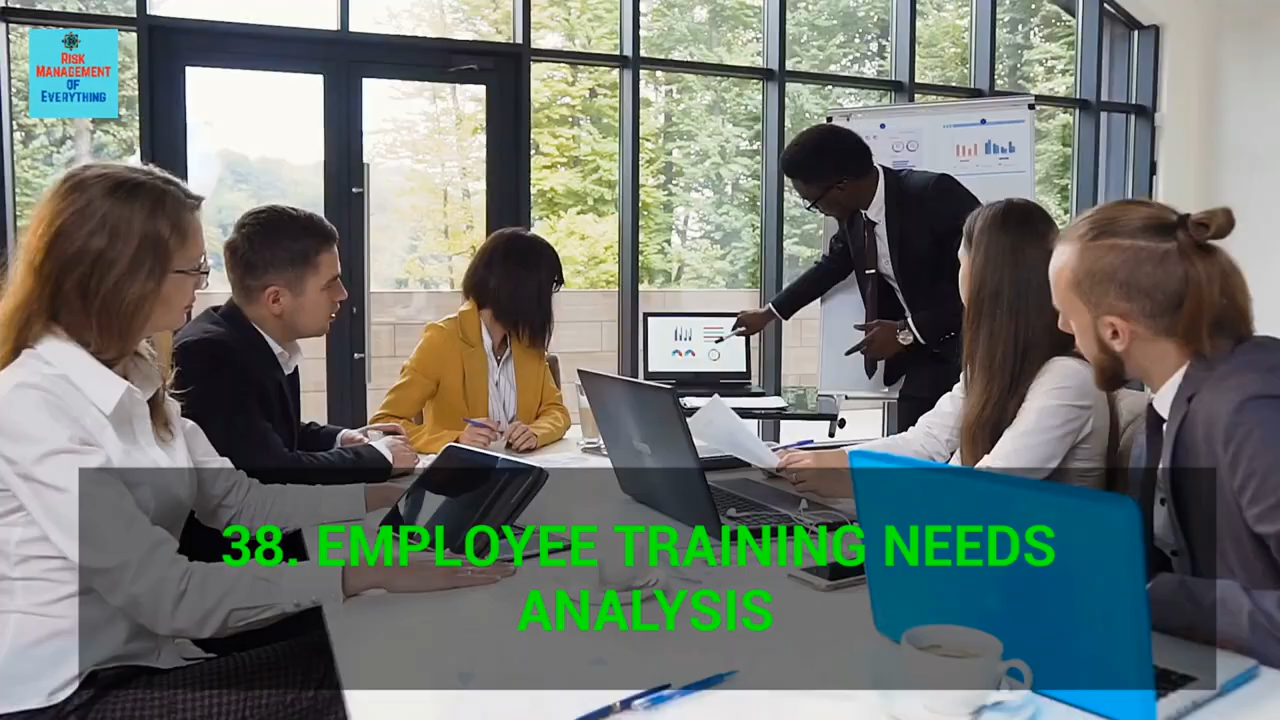 RISK
MANAGEMENT
OF
EVERYTHING
38. EMPLOYEE TRAINING NEEDS
ANALYSIS